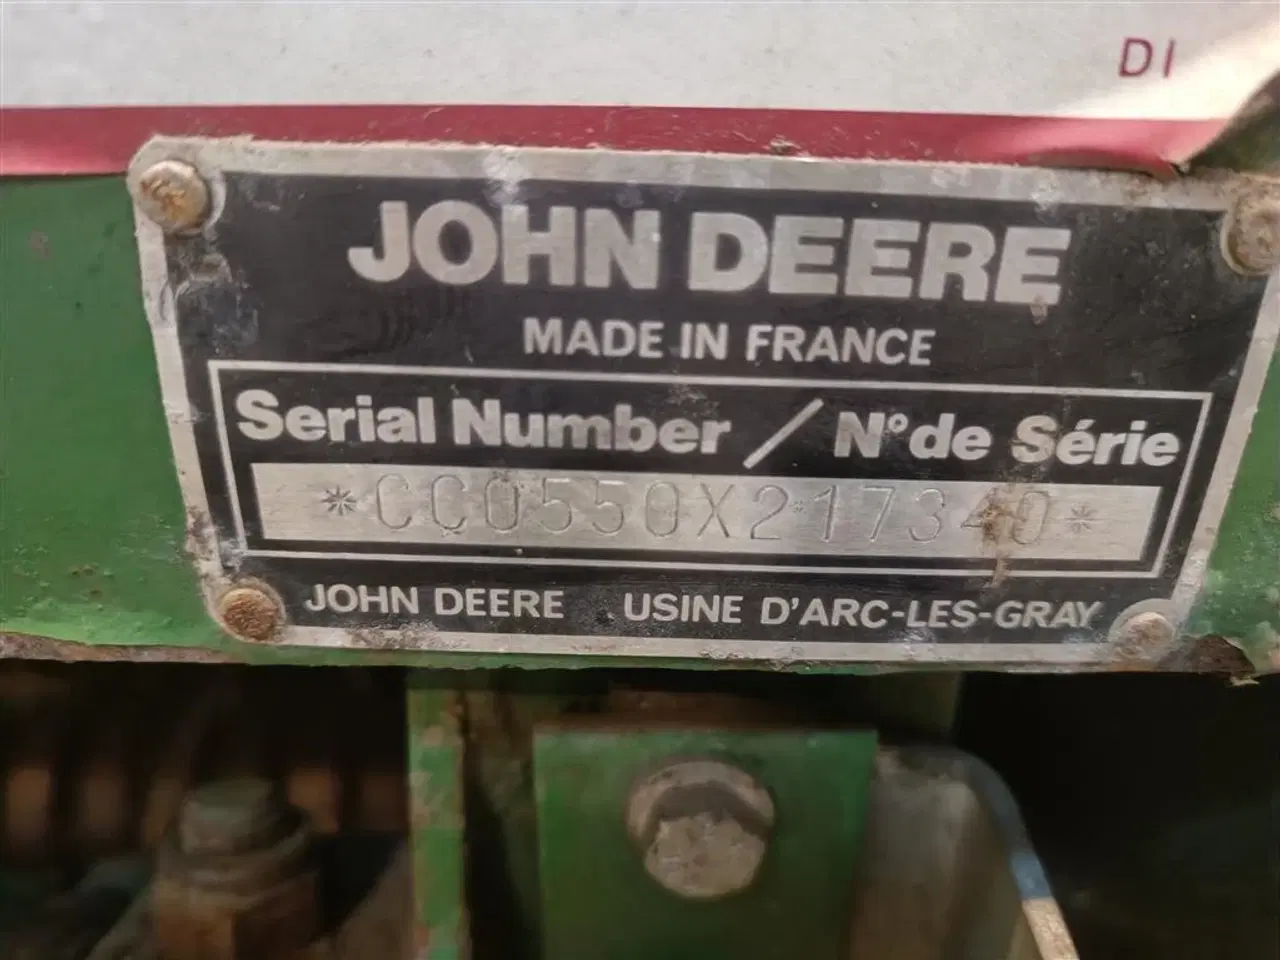 DI
JOHN DEERE
MADE IN FRANCE
Serial Number / N° de Série
*CC0550X217340*
JOHN DEERE USINE D'ARC-LES-GRAY